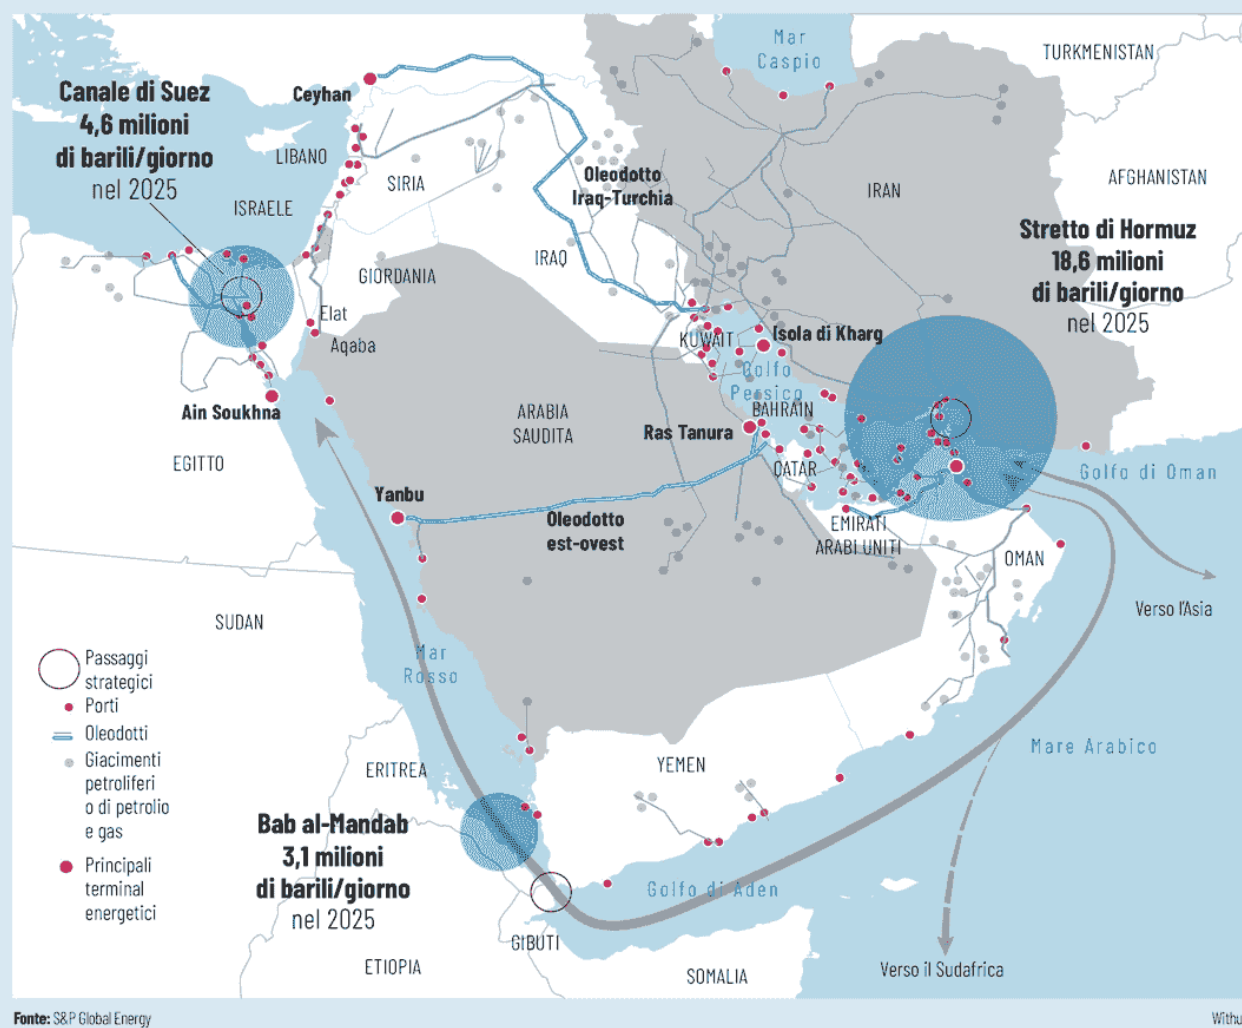 Mar
Caspio
TURKMENISTAN
Canale di Suez
4,6 milioni
di barili/giorno
nel 2025
Ceyhan
LIBANO
SIRIA
ISRAELE
Oleodotto
Iraq-Turchia
IRAN
AFGHANISTAN
Stretto di Hormuz
18,6 milioni
di barili/giorno
nel 2025
IRAQ
GIORDANIA
Elat
Aqaba
KUWAIT
Isola di Kharg
Golfo
Persico
BAHRAIN
Ain Soukhna
ARABIA
SAUDITA
Ras Tanura
EGITTO
QATAR
Golfo di Oman
Yanbu
Oleodotto
est-ovest
EMIRATI
ARABI UNITI
OMAN
Verso l'Asia
SUDAN
Mar
Rosso
Passaggi
strategici
Porti
Oleodotti
Giacimenti
petroliferi
o di petrolio
e gas
Principali
terminal
energetici
Mare Arabico
ERITREA
YEMEN
Bab al-Mandab
3,1 milioni
di barili/giorno
nel 2025
Golfo di Aden
GIBUTI
ETIOPIA
SOMALIA
Verso il Sudafrica
Fonte: S&P Global Energy
Withu